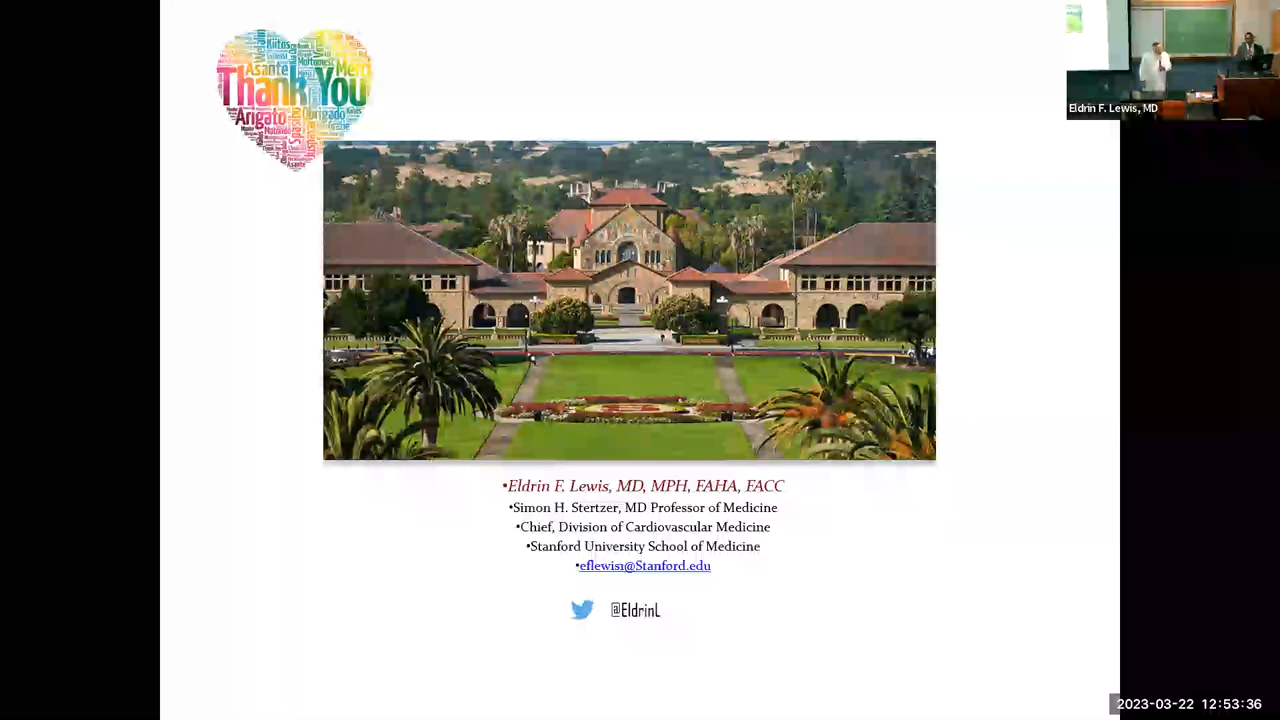 Kiitos
Asante
Merci
Thank You
Arigato
Obrigado
Eldrin F. Lewis, MD
•Eldrin F. Lewis, MD, MPH, FAHA, FACC
•Simon H. Stertzer, MD Professor of Medicine
•Chief, Division of Cardiovascular Medicine
•Stanford University School of Medicine
•eflewis1@Stanford.edu
@EldrinL
2023-03-22 12:53:36